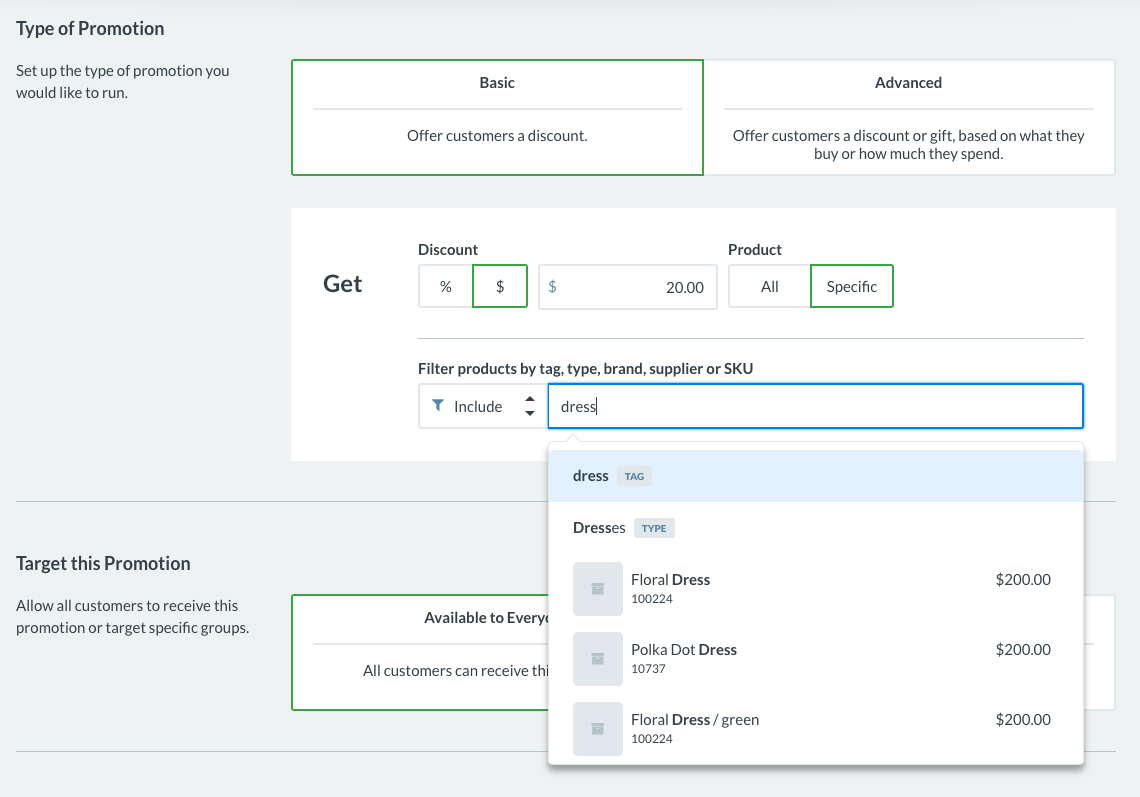 Type of Promotion
Set up the type of promotion you
would like to run.
Basic
Offer customers a discount.
Advanced
Offer customers a discount or gift, based on what they
buy or how much they spend.
Get
Discount
%
$
$ 20.00
Product
All
Specific
Filter products by tag, type, brand, supplier or SKU
Include
dress
dress TAG
Dresses TYPE
Floral Dress $200.00
100224
Polka Dot Dress $200.00
10737
Floral Dress / green $200.00
100224
Target this Promotion
Allow all customers to receive this
promotion or target specific groups.
Available to Everyo
All customers can receive thi